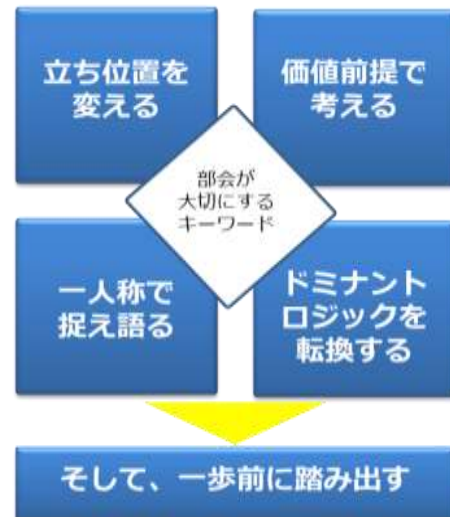 立ち位置を
変える
価値前提で
考える
部会が
大切にする
キーワード
一人称で
捉え語る
ドミナント
ロジックを
転換する
そして、一歩前に踏み出す